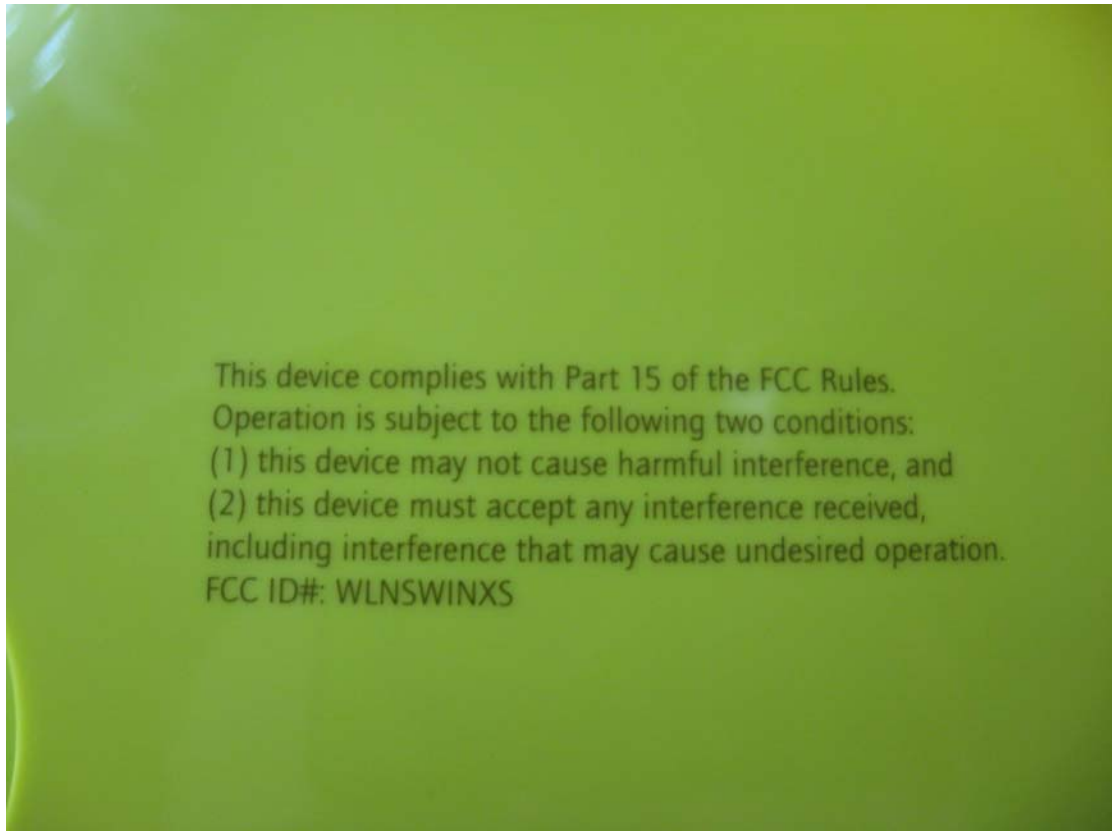 This device complies with Part 15 of the FCC Rules.
Operation is subject to the following two conditions:
(1) this device may not cause harmful interference, and
(2) this device must accept any interference received,
including interference that may cause undesired operation.
FCC ID#: WLNSWINXS